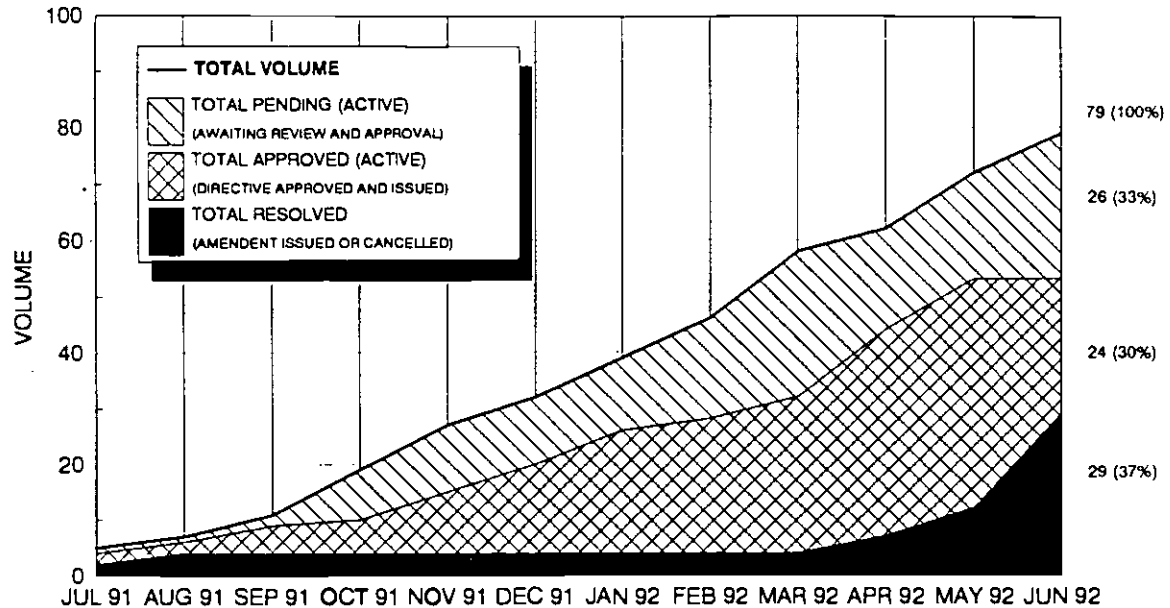 100
80
60
40
20
0
VOLUME
TOTAL VOLUME
TOTAL PENDING (ACTIVE)
(AWAITING REVIEW AND APPROVAL)
TOTAL APPROVED (ACTIVE)
(DIRECTIVE APPROVED AND ISSUED)
TOTAL RESOLVED
(AMENDENT ISSUED OR CANCELLED)
79 (100%)
26 (33%)
24 (30%)
29 (37%)
JUL 91 AUG 91 SEP 91 OCT 91 NOV 91 DEC 91 JAN 92 FEB 92 MAR 92 APR 92 MAY 92 JUN 92